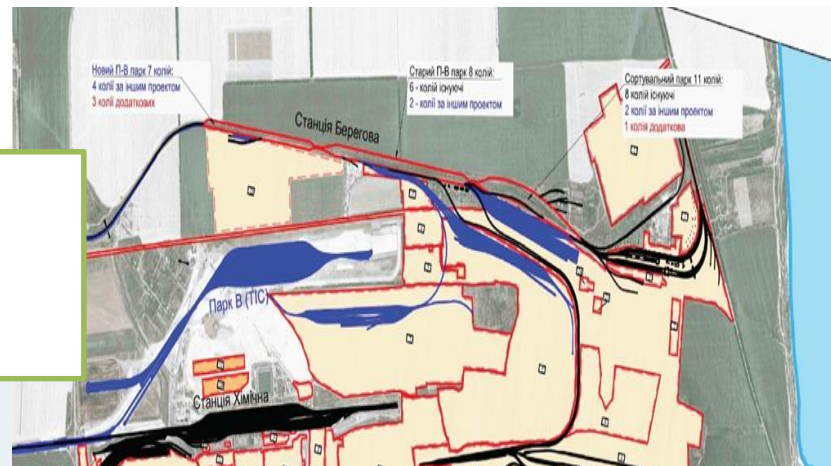 Новий П-В парк 7 колій:
4 колії за іншим проектом
3 колії додаткових
Старий П-В парк 8 колій:
6 - колій існуючі
2 - колії за іншим проектом
Сортувальний парк 11 колій:
8 колій існуючі
2 колії за іншим проектом
1 колія додаткова
Станція Берегова
Парк В (ТІС)
Станція Хімічна